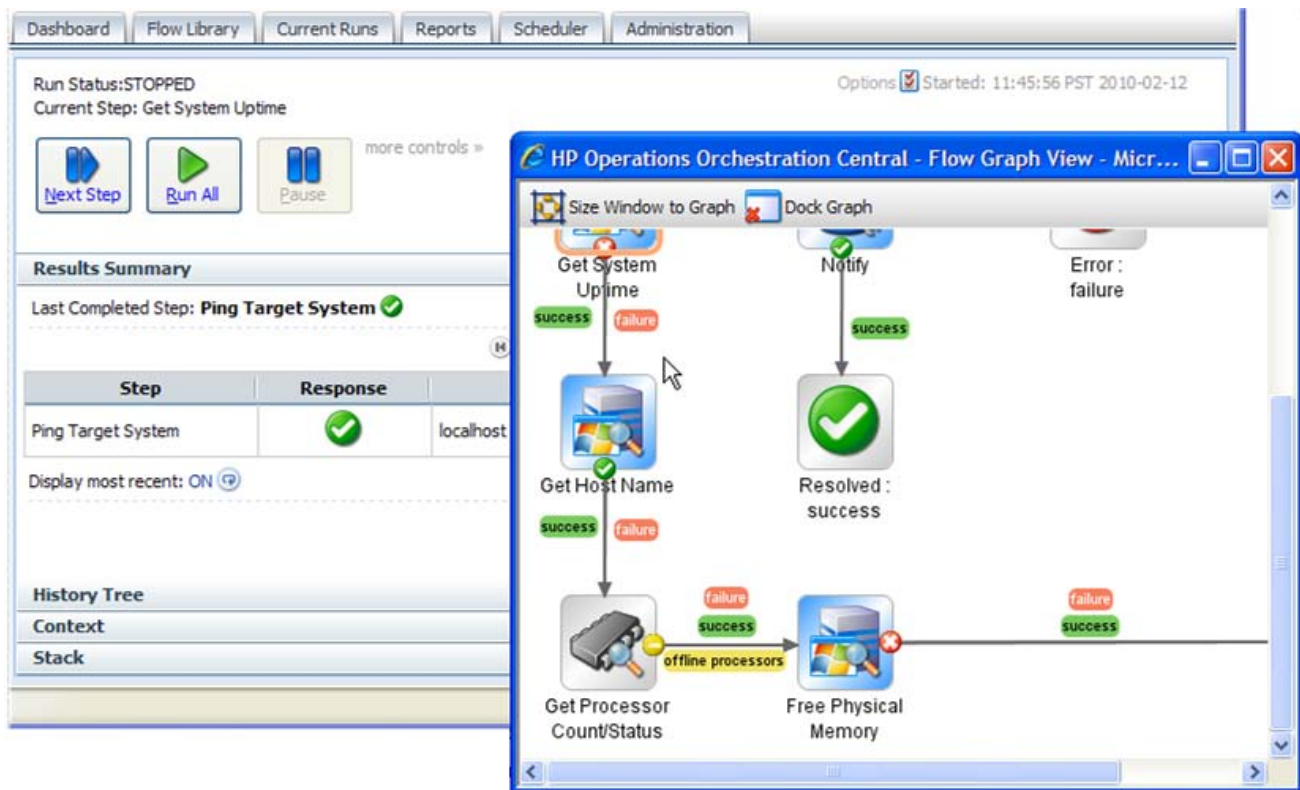 Dashboard Flow Library Current Runs Reports Scheduler Administration
Run Status:STOPPED
Options Started: 11:45:56 PST 2010-02-12
Current Step: Get System Uptime
more controls »
Next Step Run All Pause
Results Summary
Last Completed Step: Ping Target System
Step Response
Ping Target System localhost
Display most recent: ON
History Tree
Context
Stack
HP Operations Orchestration Central - Flow Graph View - Micr...
Size Window to Graph Dock Graph
Get System
Uptime
Notify
Error :
failure
success failure
success
Get Host Name
Resolved :
success
success failure
failure
success
offline processors
failure
success
Get Processor
Count/Status
Free Physical
Memory